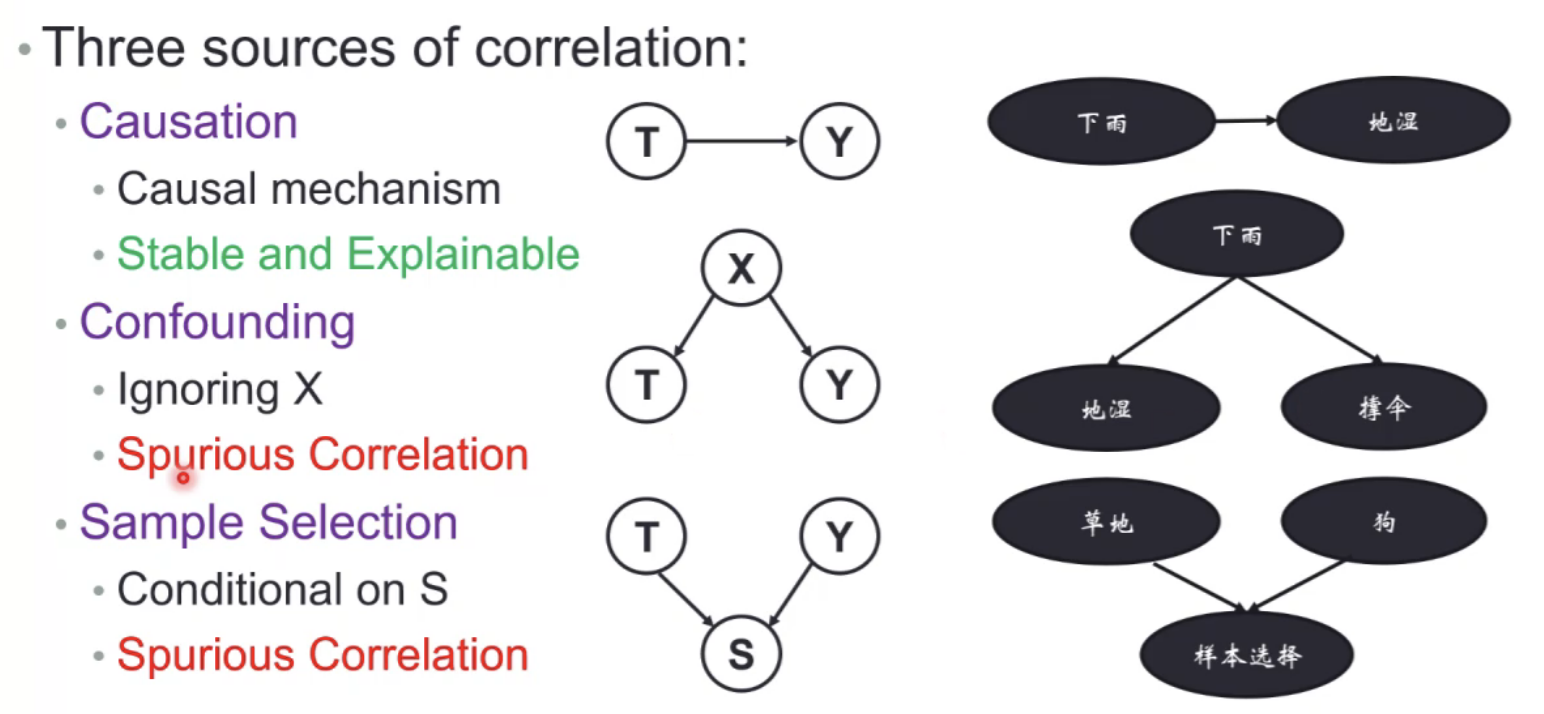 • Three sources of correlation:
• Causation
• Causal mechanism
• Stable and Explainable
• Confounding
• Ignoring X
• Spurious Correlation
• Sample Selection
• Conditional on S
• Spurious Correlation
T Y
X
T Y
T Y
S
下雨 地湿
下雨
地湿 撑伞
草地 狗
样本选择